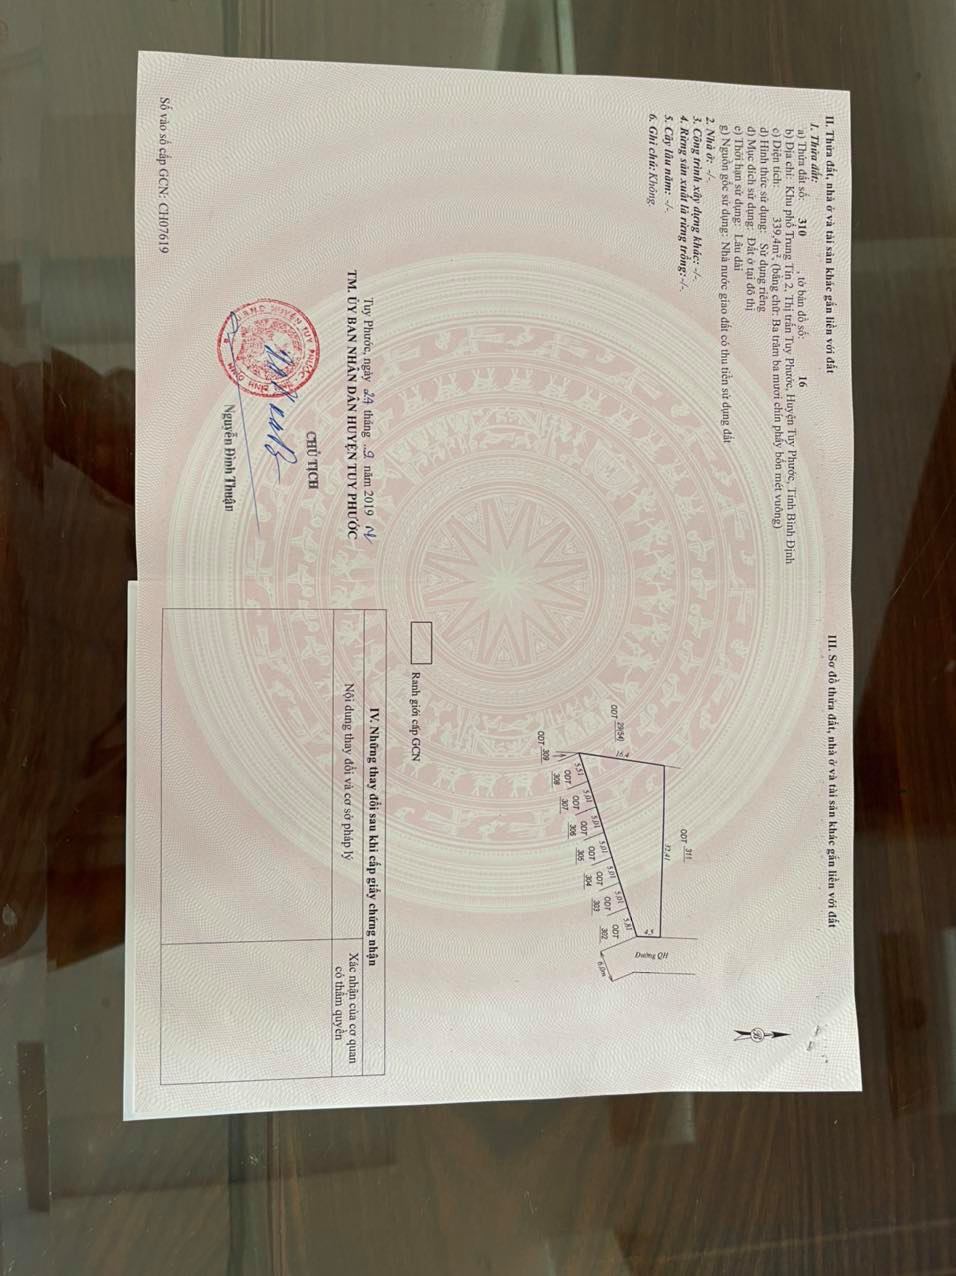 II. Thửa đất, nhà ở và tài sản khác gắn liền với đất
1. Thửa đất:
a) Thửa đất số: 310 , tờ bản đồ số: 16
b) Địa chỉ: Khu phố Trung Tín 2, Thị trấn Tuy Phước, Huyện Tuy Phước, Tỉnh Bình Định
c) Diện tích: 339,4m², (bằng chữ: Ba trăm ba mươi chín phẩy bốn mét vuông)
d) Hình thức sử dụng: Sử dụng riêng
đ) Mục đích sử dụng: Đất ở tại đô thị
e) Thời hạn sử dụng: Lâu dài
g) Nguồn gốc sử dụng: Nhà nước giao đất có thu tiền sử dụng đất
2. Nhà ở: -/-.
3. Công trình xây dựng khác: -/-.
4. Rừng sản xuất là rừng trồng: -/-.
5. Cây lâu năm: -/-.
6. Ghi chú: Không.
Tuy Phước, ngày 27 tháng 9 năm 2019
TM. ỦY BAN NHÂN DÂN HUYỆN TUY PHƯỚC
CHỦ TỊCH
Nguyễn Đình Thuận
Số vào sổ cấp GCN: CH07619
III. Sơ đồ thửa đất, nhà ở và tài sản khác gắn liền với đất
ODT 311
32.41
ODT 29(54)
16.4
4.5
Đường QH
6,0m
5,51 5,01 5,01 5,01 5,01 5,01 5,81
ODT ODT ODT ODT ODT ODT ODT
ODT 309 308 307 306 305 304 303 302
B
Ranh giới cấp GCN
IV. Những thay đổi sau khi cấp giấy chứng nhận
Nội dung thay đổi và cơ sở pháp lý
Xác nhận của cơ quan
có thẩm quyền